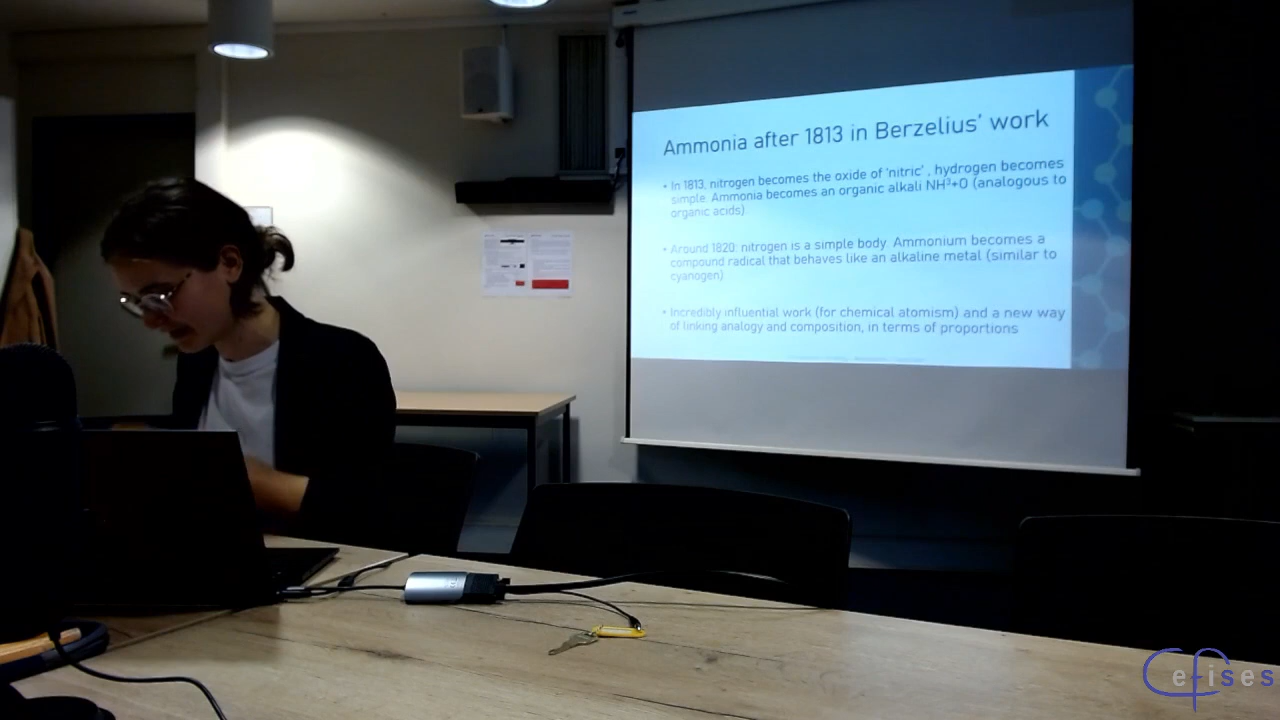 Ammonia after 1813 in Berzelius' work
• In 1813, nitrogen becomes the oxide of 'nitric' , hydrogen becomes
simple. Ammonia becomes an organic alkali NH³+O (analogous to
organic acids).
• Around 1820: nitrogen is a simple body. Ammonium becomes a
compound radical that behaves like an alkaline metal (similar to
cyanogen)
• Incredibly influential work (for chemical atomism) and a new way
of linking analogy and composition, in terms of proportions
Cefises